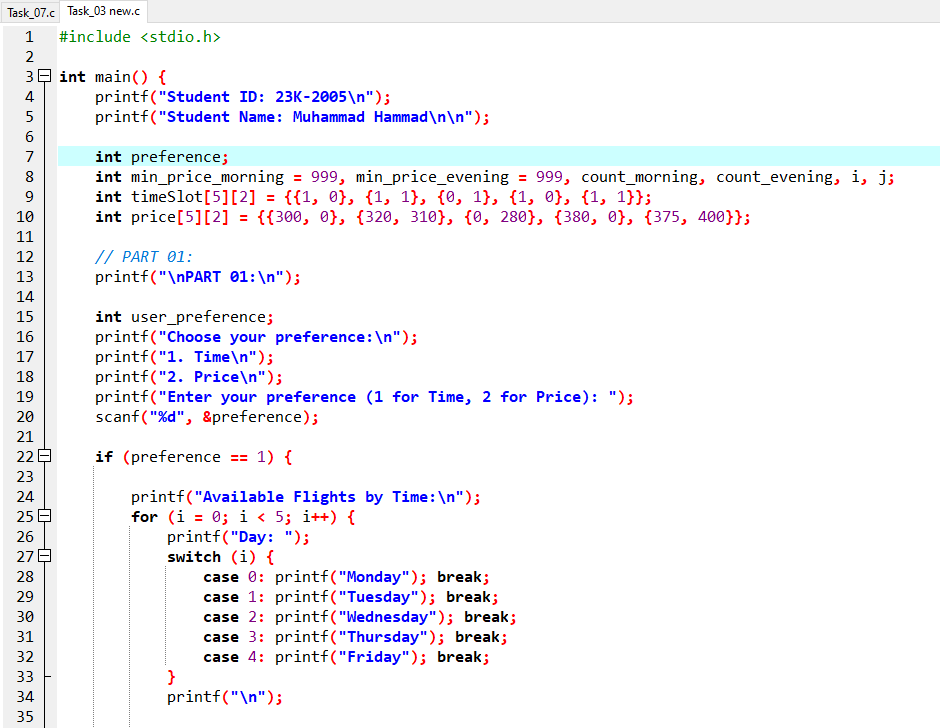 Task_07.c Task_03 new.c
1 #include <stdio.h>
2
3 int main() {
4 printf("Student ID: 23K-2005\n");
5 printf("Student Name: Muhammad Hammad\n\n");
6
7 int preference;
8 int min_price_morning = 999, min_price_evening = 999, count_morning, count_evening, i, j;
9 int timeSlot[5][2] = {{1, 0}, {1, 1}, {0, 1}, {1, 0}, {1, 1}};
10 int price[5][2] = {{300, 0}, {320, 310}, {0, 280}, {380, 0}, {375, 400}};
11
12 // PART 01:
13 printf("\nPART 01:\n");
14
15 int user_preference;
16 printf("Choose your preference:\n");
17 printf("1. Time\n");
18 printf("2. Price\n");
19 printf("Enter your preference (1 for Time, 2 for Price): ");
20 scanf("%d", &preference);
21
22 if (preference == 1) {
23
24 printf("Available Flights by Time:\n");
25 for (i = 0; i < 5; i++) {
26 printf("Day: ");
27 switch (i) {
28 case 0: printf("Monday"); break;
29 case 1: printf("Tuesday"); break;
30 case 2: printf("Wednesday"); break;
31 case 3: printf("Thursday"); break;
32 case 4: printf("Friday"); break;
33 }
34 printf("\n");
35